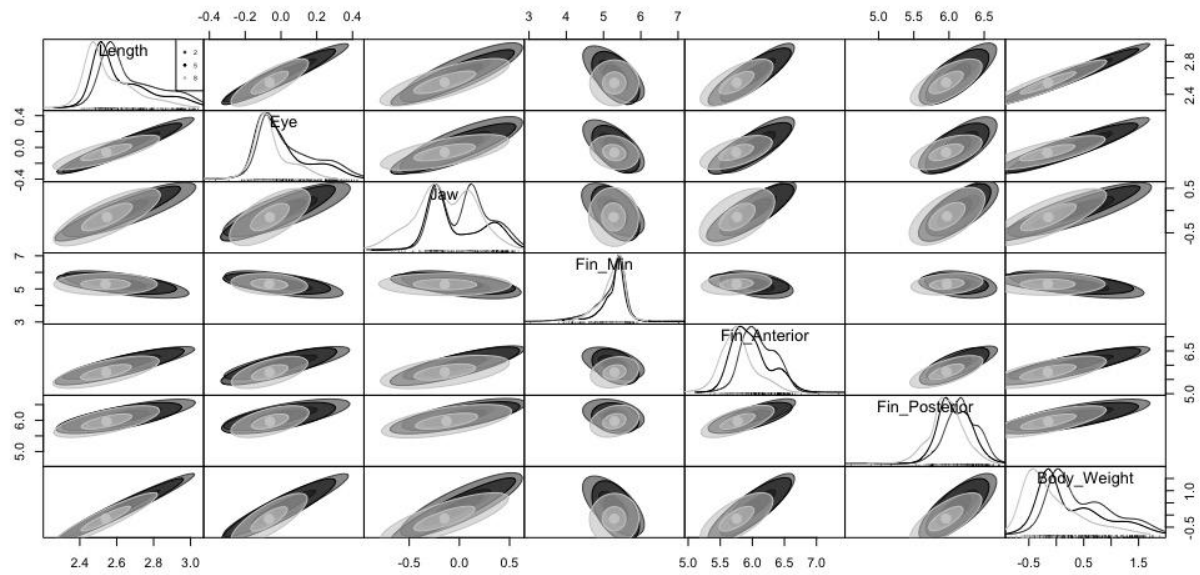 -0.4 0.0 0.2 0.4 3 4 5 6 7 5.0 5.5 6.0 6.5
Length
2
5
8
2.4 2.8
-0.4 0.0 0.4
Eye
Jaw
-0.5 0.5
3 5 7
Fin_Min
Fin_Anterior
5.0 6.5
5.0 6.0
Fin_Posterior
Body_Weight
-0.5 1.0
2.4 2.6 2.8 3.0 -0.5 0.0 0.5 5.0 5.5 6.0 6.5 7.0 -0.5 0.5 1.5